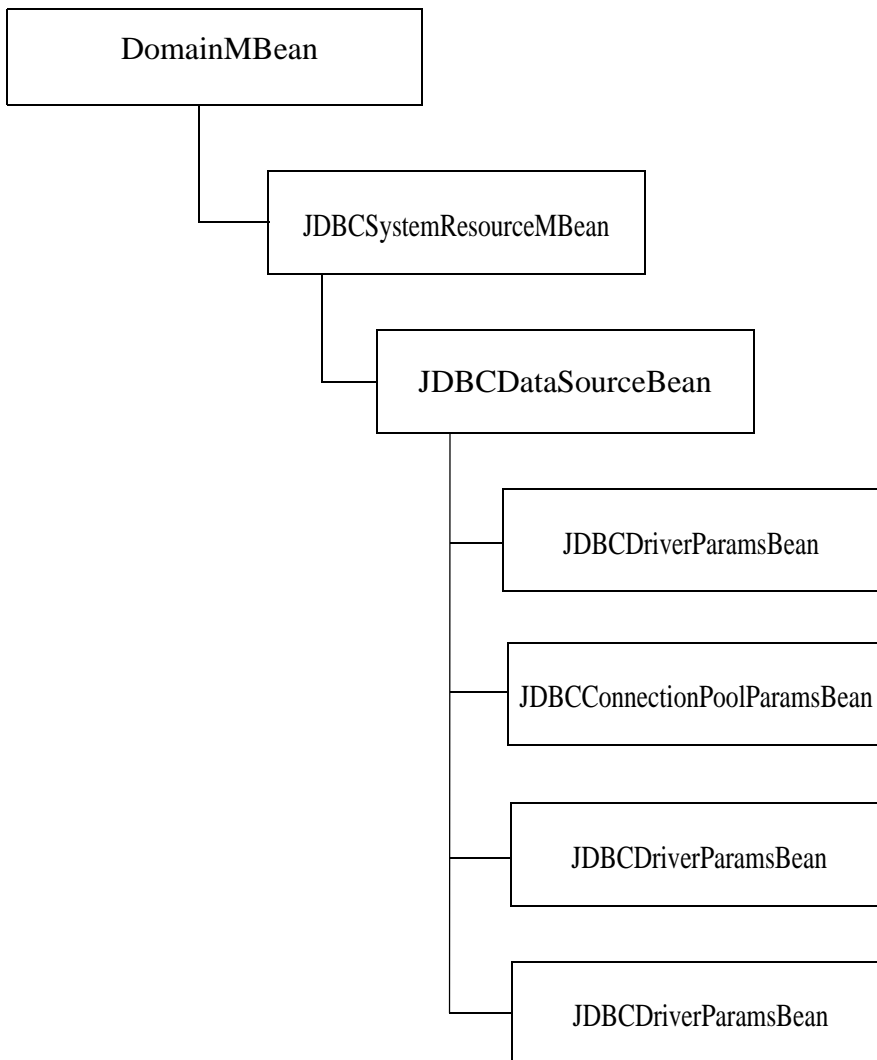 DomainMBean
JDBCSystemResourceMBean
JDBCDataSourceBean
JDBCDriverParamsBean
JDBCConnectionPoolParamsBean
JDBCDriverParamsBean
JDBCDriverParamsBean